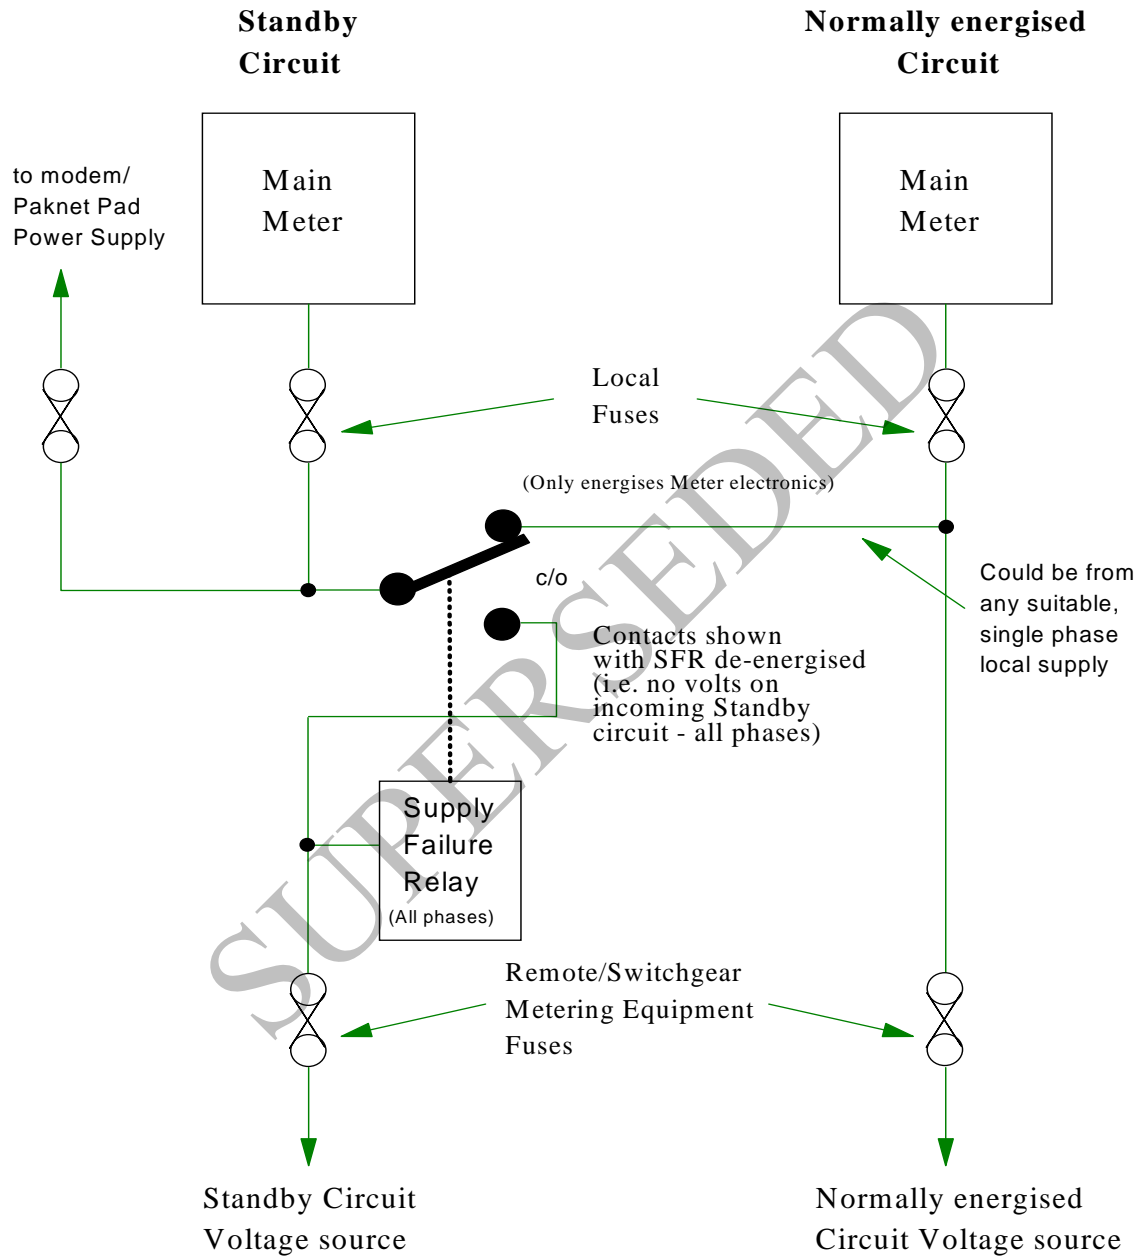 Standby
Circuit
Normally energised
Circuit
to modem/
Paknet Pad
Power Supply
Main
Meter
Main
Meter
Local
Fuses
(Only energises Meter electronics)
c/o
Could be from
any suitable,
single phase
local supply
Contacts shown
with SFR de-energised
(i.e. no volts on
incoming Standby
circuit - all phases)
Supply
Failure
Relay
(All phases)
Remote/Switchgear
Metering Equipment
Fuses
Standby Circuit
Voltage source
Normally energised
Circuit Voltage source
SUPERSEDED